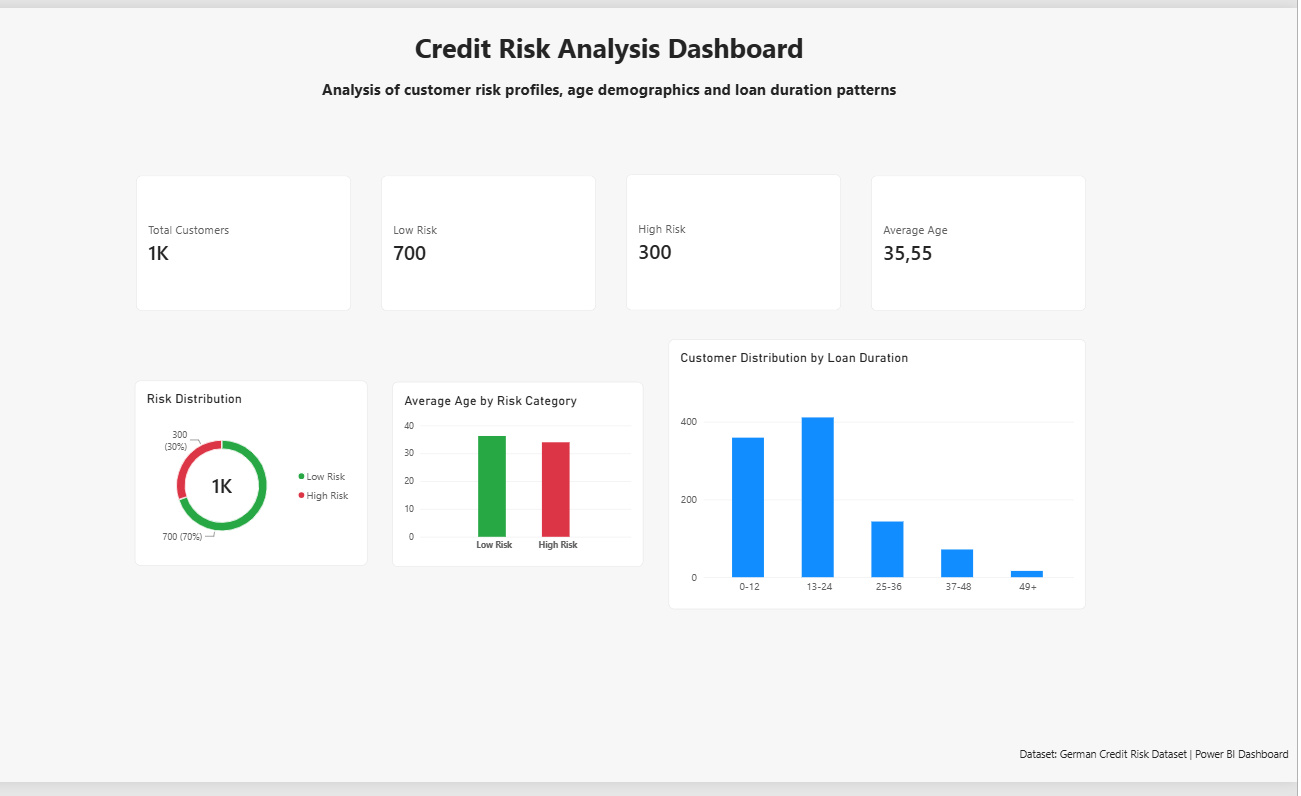 Credit Risk Analysis Dashboard
Analysis of customer risk profiles, age demographics and loan duration patterns
Total Customers
1K
Low Risk
700
High Risk
300
Average Age
35,55
Risk Distribution
300
(30%)
1K
700 (70%)
Low Risk
High Risk
Average Age by Risk Category
40
30
20
10
0
Low Risk High Risk
Customer Distribution by Loan Duration
400
200
0
0-12 13-24 25-36 37-48 49+
Dataset: German Credit Risk Dataset | Power BI Dashboard